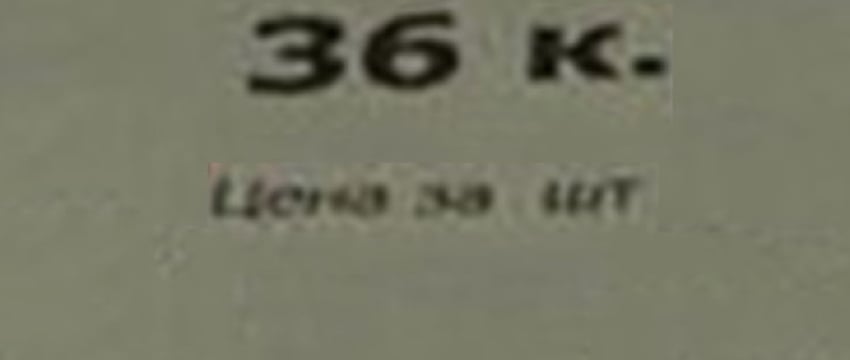 36 к.
Цена за шт